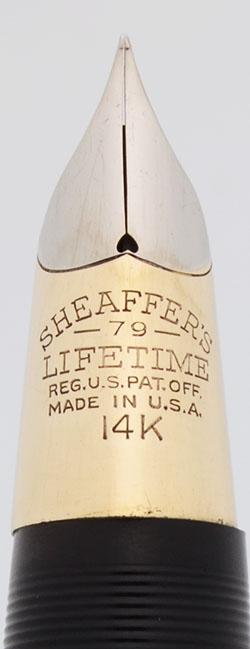 SHEAFFER'S
— 79 —
LIFETIME
REG.U.S.PAT.OFF.
MADE IN U.S.A.
14K